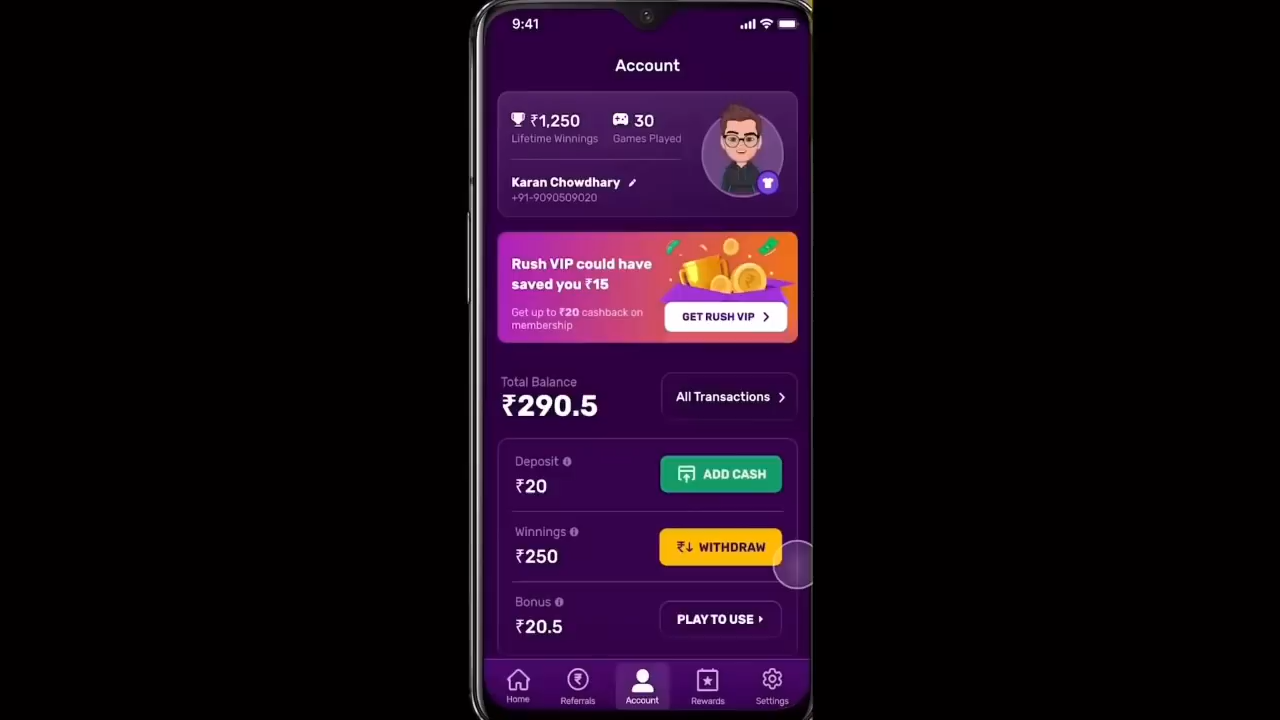 9:41
Account
₹1,250
Lifetime Winnings
30
Games Played
Karan Chowdhary
+91-9090509020
Rush VIP could have
saved you ₹15
Get up to ₹20 cashback on
membership
GET RUSH VIP
Total Balance
₹290.5
All Transactions
Deposit
₹20
ADD CASH
Winnings
₹250
₹↓ WITHDRAW
Bonus
₹20.5
PLAY TO USE
Home
Referrals
Account
Rewards
Settings